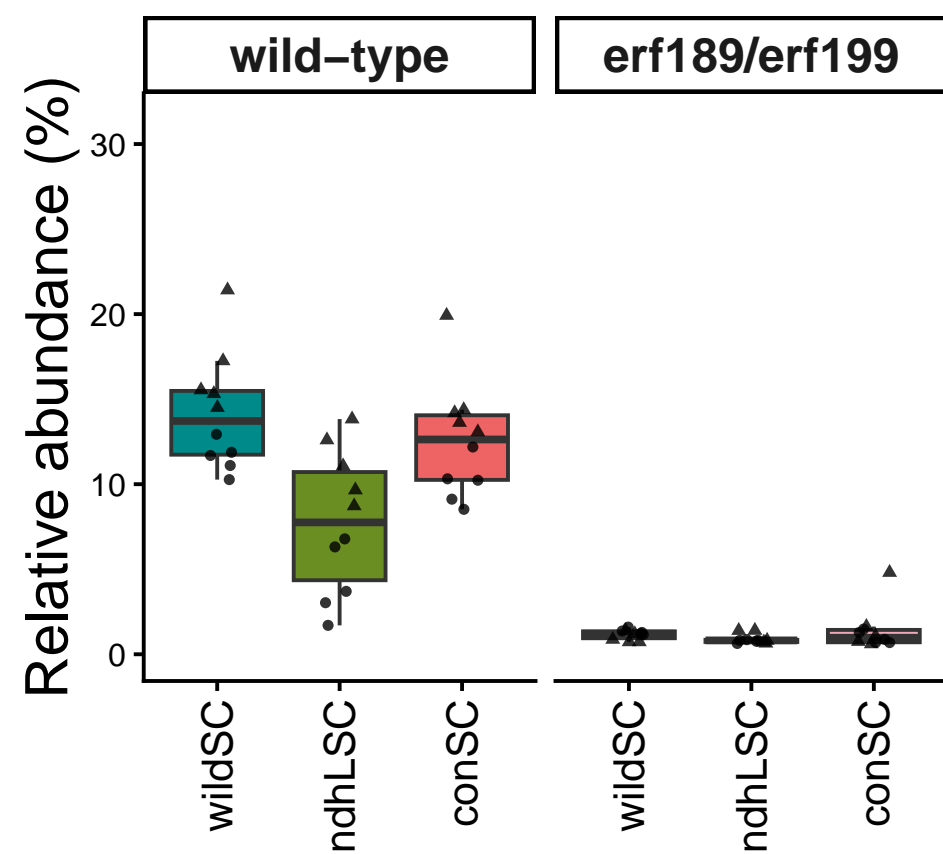 wild–type
erf189/erf199
Relative abundance (%)
30
20
10
0
wildSC
ndhLSC
conSC
wildSC
ndhLSC
conSC